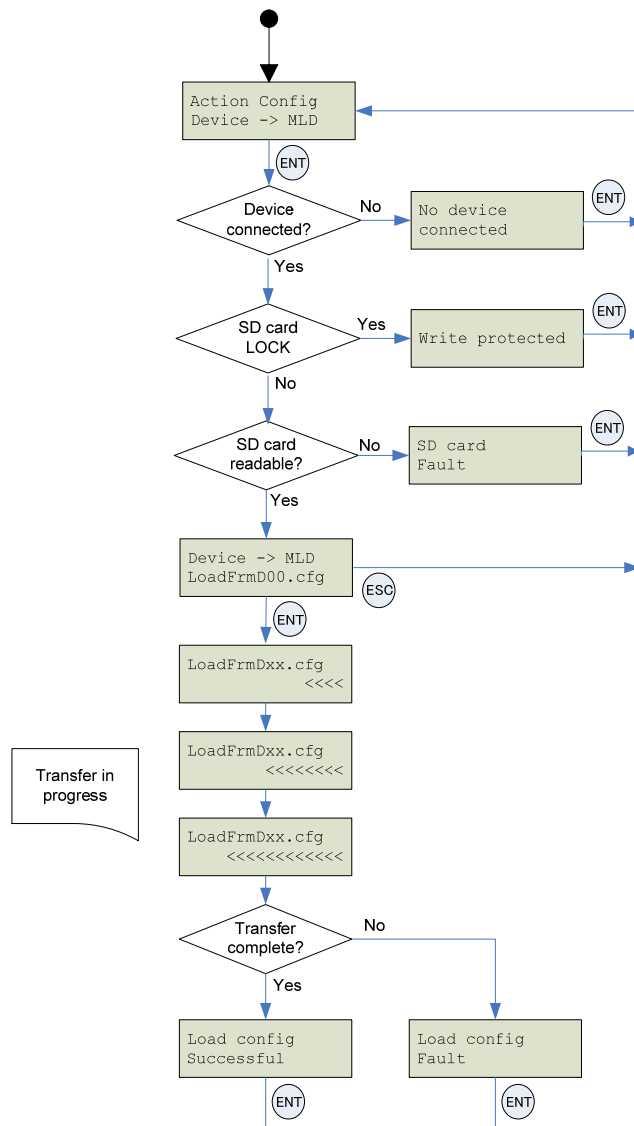 Action Config
Device -> MLD
ENT
Device
connected?
No
No device
connected
ENT
Yes
SD card
LOCK
Yes
Write protected
ENT
No
SD card
readable?
No
SD card
Fault
ENT
Yes
Device -> MLD
LoadFrmD00.cfg
ESC
ENT
LoadFrmDxx.cfg
<<<<
LoadFrmDxx.cfg
<<<<<<<<
Transfer in
progress
LoadFrmDxx.cfg
<<<<<<<<<<<<
Transfer
complete?
No
Yes
Load config
Successful
Load config
Fault
ENT
ENT